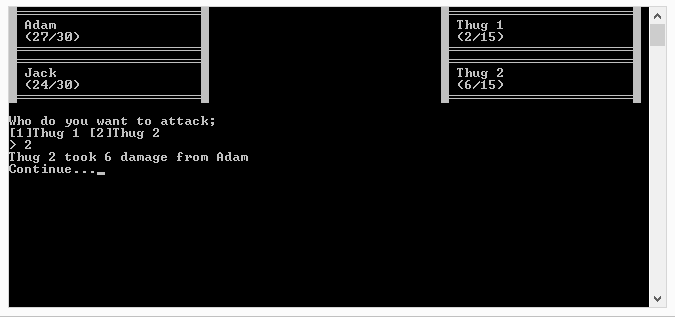 Adam
(27/30)
Jack
(24/30)
Thug 1
(2/15)
Thug 2
(6/15)
Who do you want to attack;
[1]Thug 1 [2]Thug 2
> 2
Thug 2 took 6 damage from Adam
Continue..._